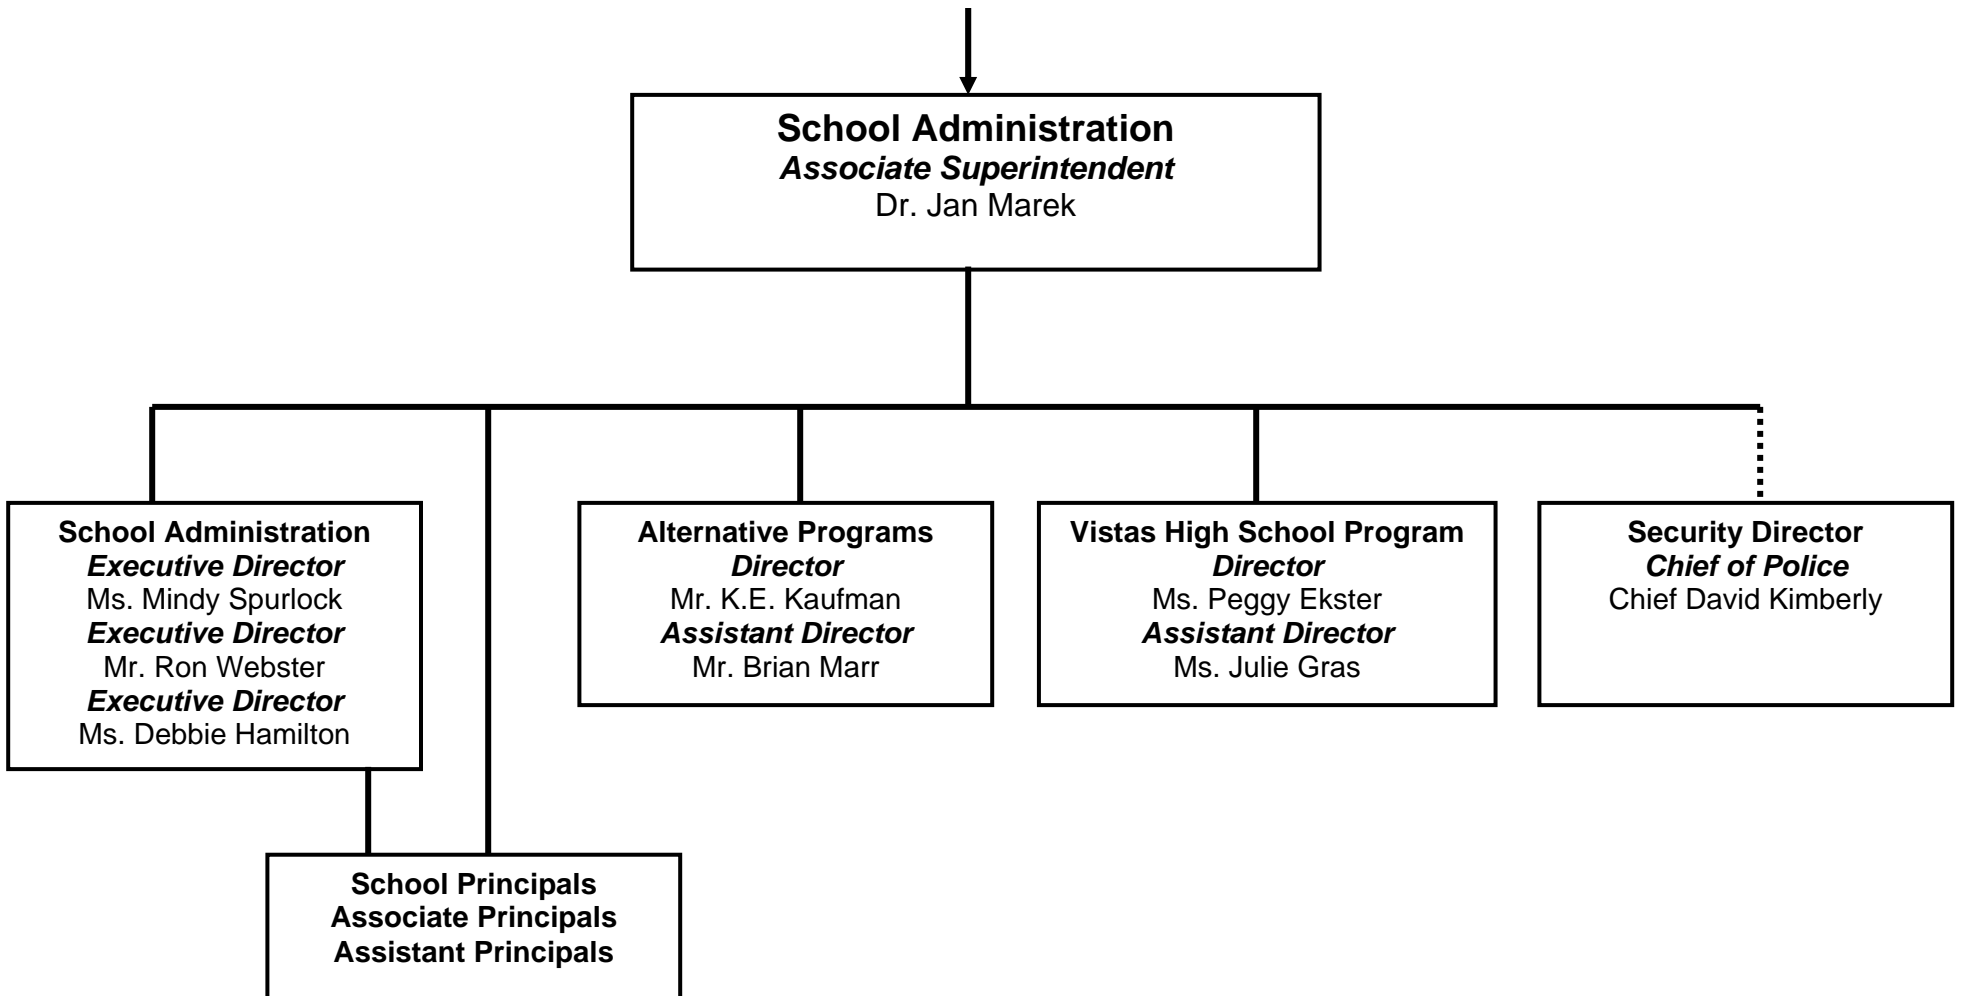 School Administration
Associate Superintendent
Dr. Jan Marek
School Administration
Executive Director
Ms. Mindy Spurlock
Executive Director
Mr. Ron Webster
Executive Director
Ms. Debbie Hamilton
Alternative Programs
Director
Mr. K.E. Kaufman
Assistant Director
Mr. Brian Marr
Vistas High School Program
Director
Ms. Peggy Ekster
Assistant Director
Ms. Julie Gras
Security Director
Chief of Police
Chief David Kimberly
School Principals
Associate Principals
Assistant Principals